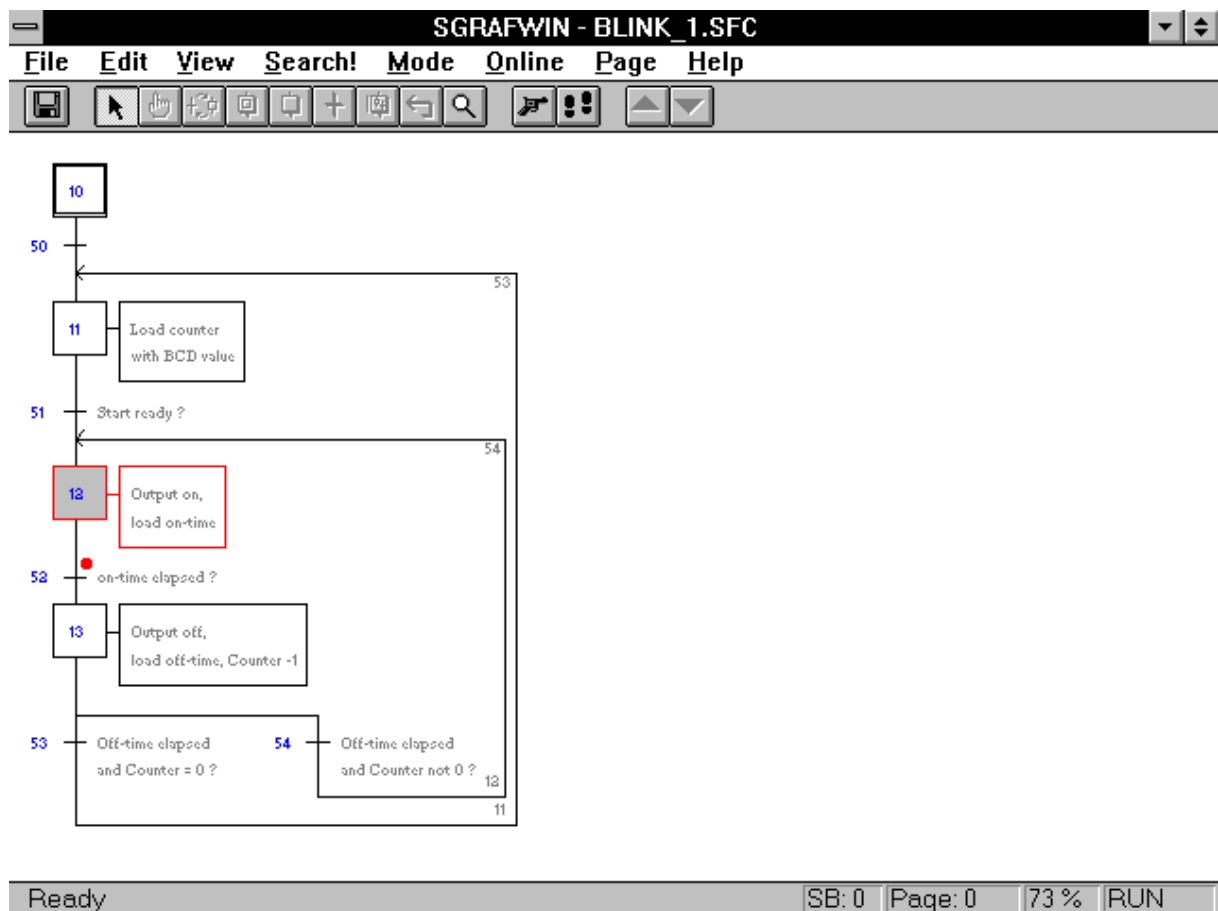 SGRAFWIN - BLINK_1.SFC
File Edit View Search! Mode Online Page Help
10
50
53
11 Load counter
with BCD value
51 Start ready ?
54
12 Output on,
load on-time
52 on-time elapsed ?
13 Output off,
load off-time, Counter -1
53 Off-time elapsed 54 Off-time elapsed
and Counter = 0 ? and Counter not 0 ?
12
11
Ready SB: 0 Page: 0 73 % RUN